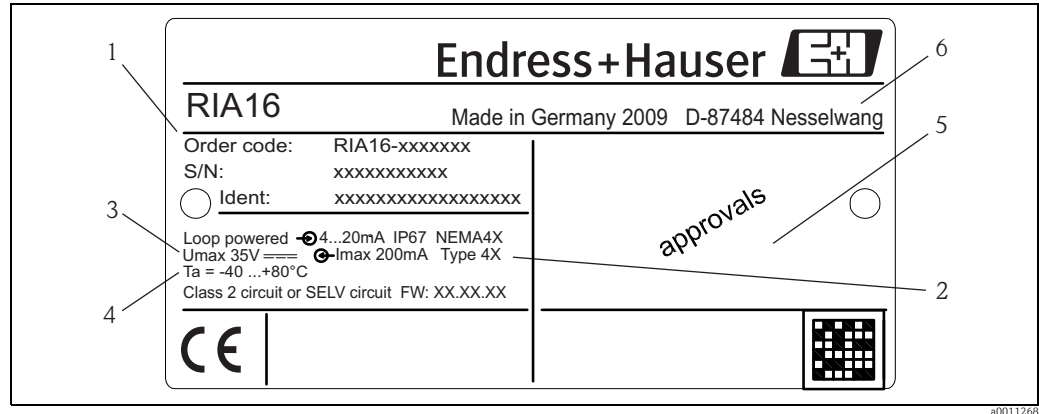 Endress+Hauser
RIA16
Made in Germany 2009 D-87484 Nesselwang
Order code: RIA16-xxxxxxx
S/N: xxxxxxxxxxx
Ident: xxxxxxxxxxxxxxxxxx
Loop powered 4...20mA IP67 NEMA4X
Umax 35V Imax 200mA Type 4X
Ta = -40 ...+80°C
Class 2 circuit or SELV circuit FW: XX.XX.XX
approvals
CE
1
3
4
6
5
2
a0011268